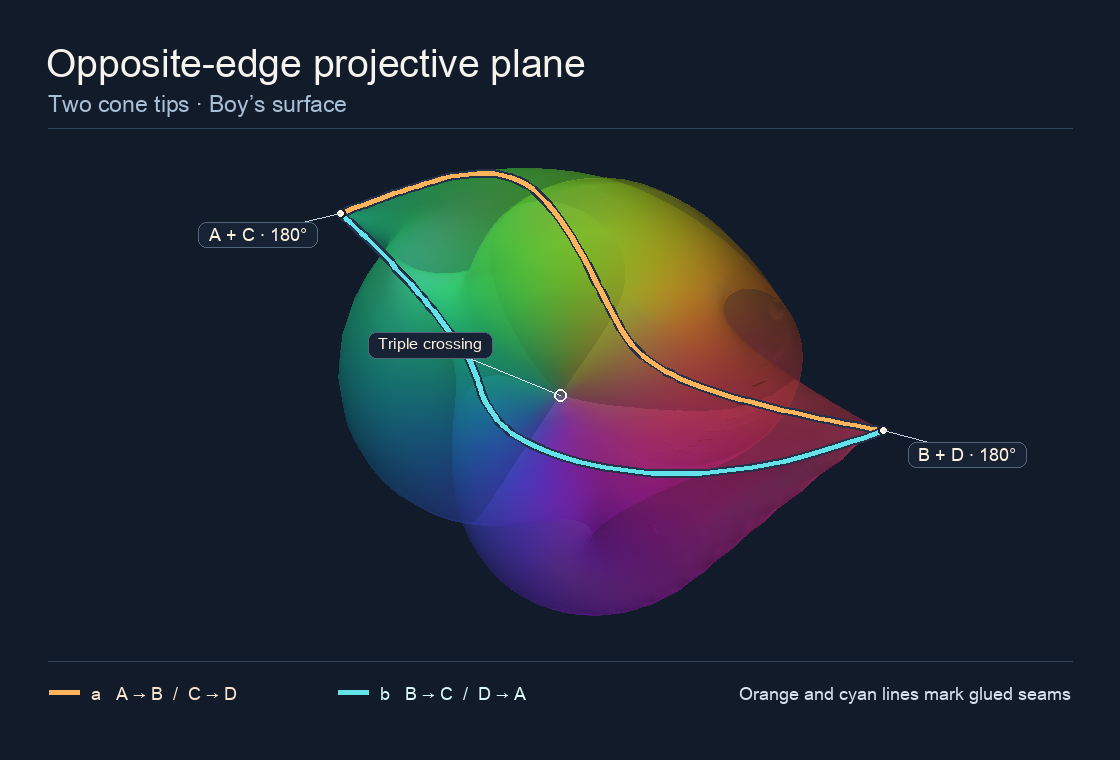 Opposite-edge projective plane
Two cone tips · Boy’s surface
A + C · 180°
Triple crossing
B + D · 180°
a A→B / C→D
b B→C / D→A
Orange and cyan lines mark glued seams